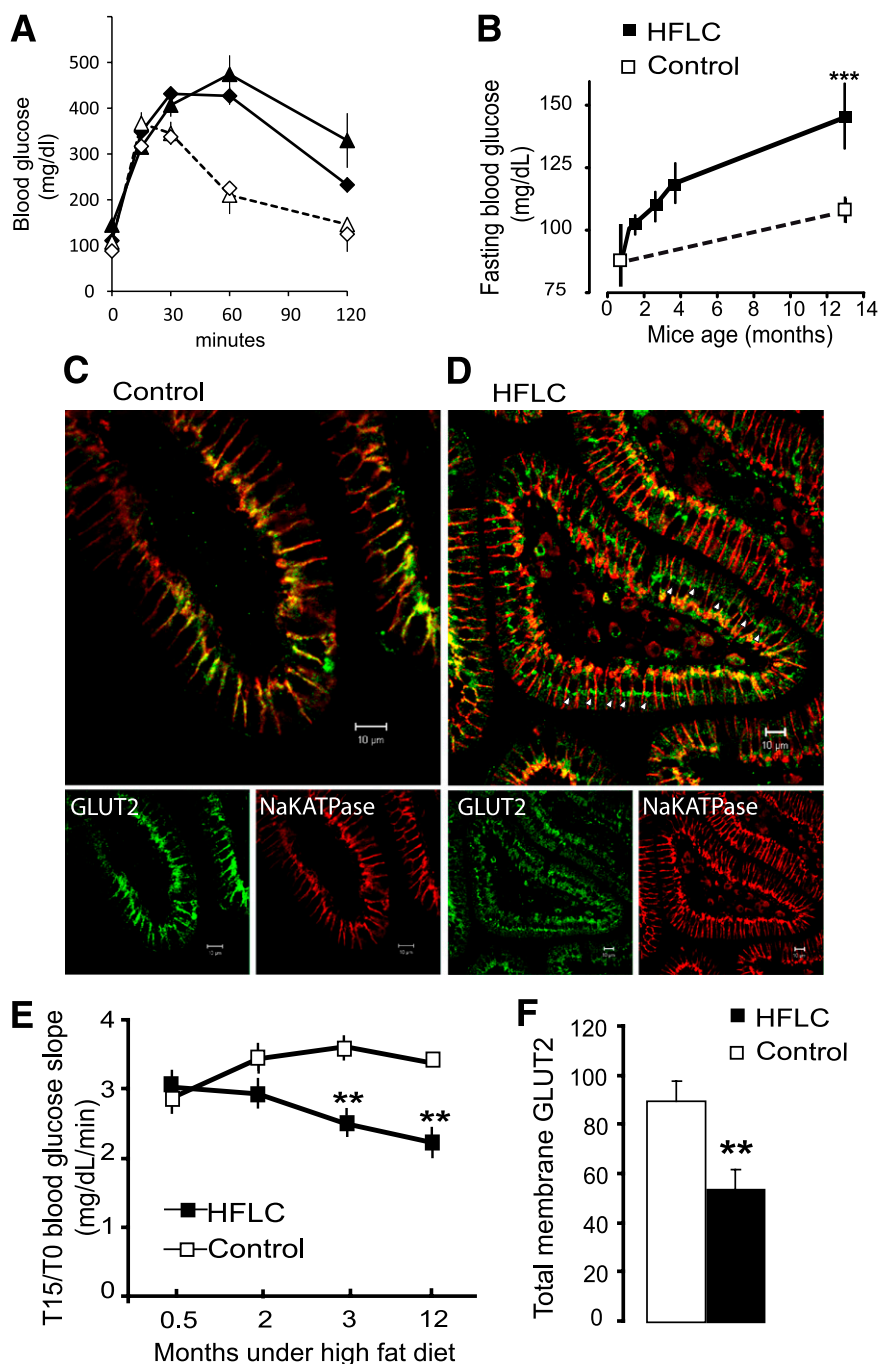 A
Blood glucose
(mg/dl)
600
500
400
300
200
100
0
0 30 60 90 120
minutes
B
HFLC
Control
Fasting blood glucose
(mg/dL)
150
125
100
75
***
0 2 4 6 8 10 12 14
Mice age (months)
C
Control
10 µm
GLUT2
NaKATPase
D
HFLC
10 µm
GLUT2
NaKATPase
E
T15/T0 blood glucose slope
(mg/dL/min)
4
3
2
1
0
**
**
HFLC
Control
0.5 2 3 12
Months under high fat diet
F
HFLC
Control
Total membrane GLUT2
120
100
80
60
40
20
0
**